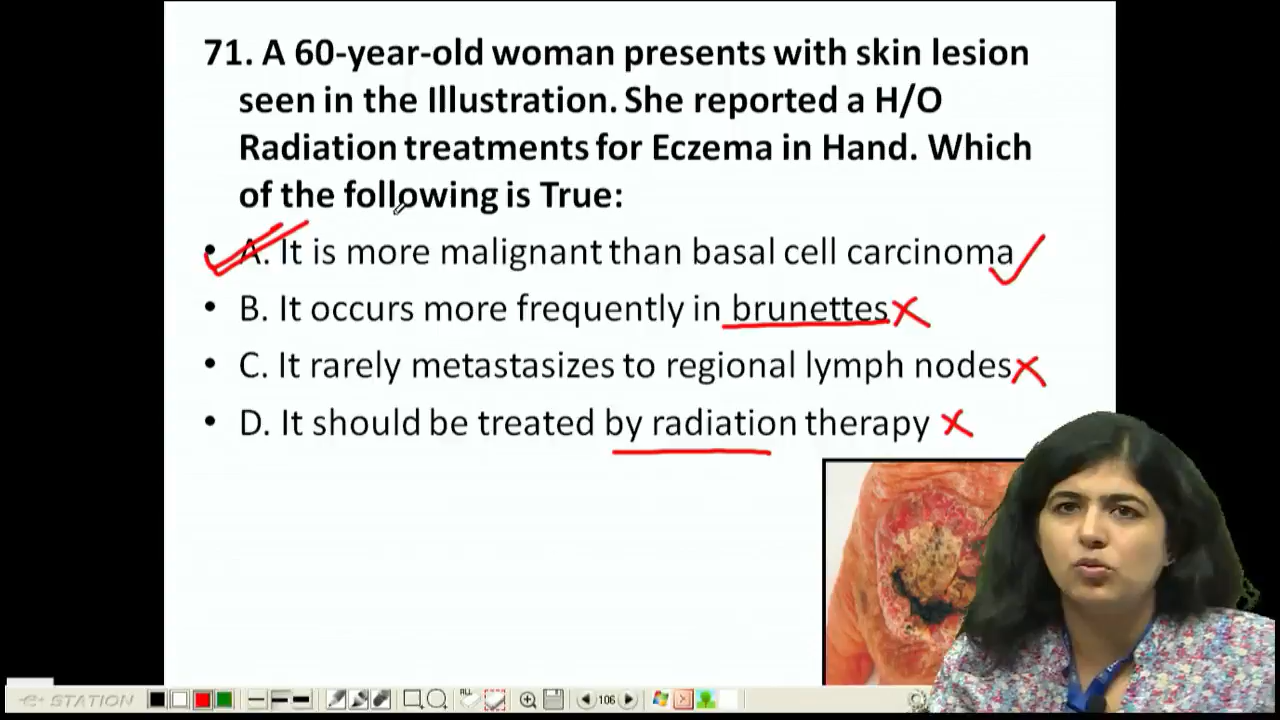 71. A 60-year-old woman presents with skin lesion
seen in the Illustration. She reported a H/O
Radiation treatments for Eczema in Hand. Which
of the following is True:
• A. It is more malignant than basal cell carcinoma
• B. It occurs more frequently in brunettes
• C. It rarely metastasizes to regional lymph nodes
• D. It should be treated by radiation therapy
e+ STATION
ALL
106